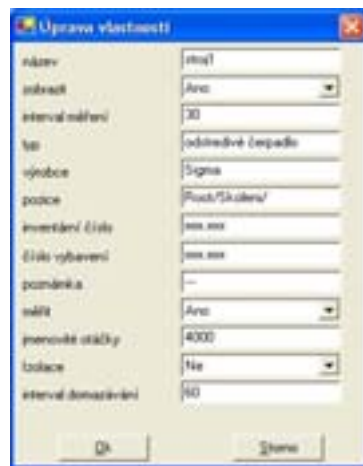 Úprava vlastností
název stroj1
zobrazit Ano
interval měření 30
typ odstředivé čerpadlo
výrobce Sigma
pozice Root/Skoleni/
inventární číslo xxx.xxx
číslo vybavení xxx.xxx
poznámka ---
měřit Ano
jmenovité otáčky 4000
Izolace Ne
interval domazávání 60
Ok Storno